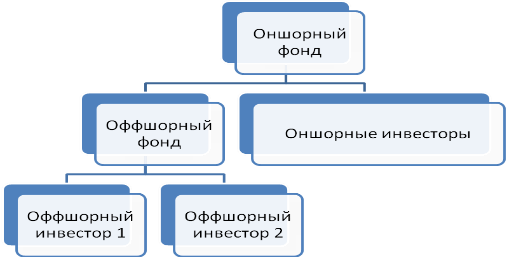 Оншорный
фонд
Оффшорный
фонд
Оншорные инвесторы
Оффшорный
инвестор 1
Оффшорный
инвестор 2